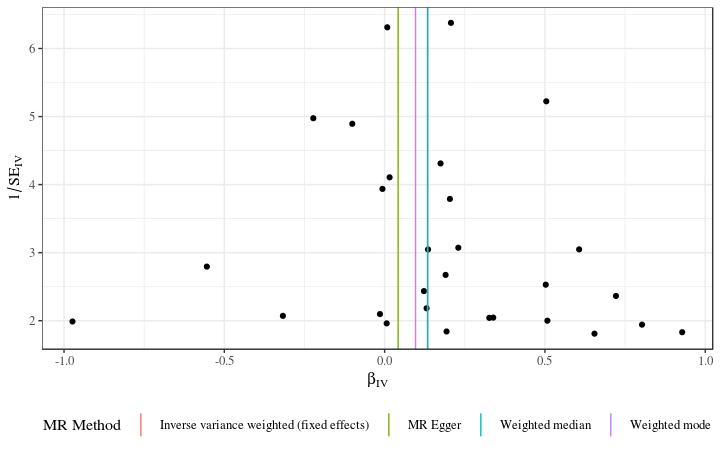 1/SE_IV
6
5
4
3
2
-1.0 -0.5 0.0 0.5 1.0
β_IV
MR Method Inverse variance weighted (fixed effects) MR Egger Weighted median Weighted mode